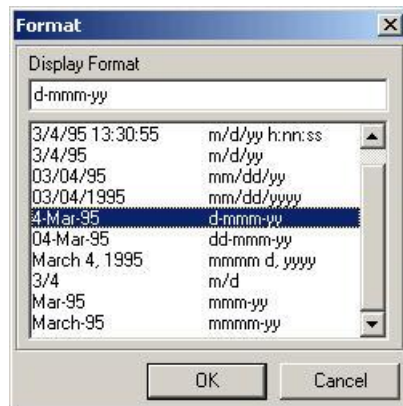 Format
Display Format
d-mmm-yy
3/4/95 13:30:55 m/d/yy h:nn:ss
3/4/95 m/d/yy
03/04/95 mm/dd/yy
03/04/1995 mm/dd/yyyy
4-Mar-95 d-mmm-yy
04-Mar-95 dd-mmm-yy
March 4, 1995 mmmm d, yyyy
3/4 m/d
Mar-95 mmm-yy
March-95 mmmm-yy
OK Cancel